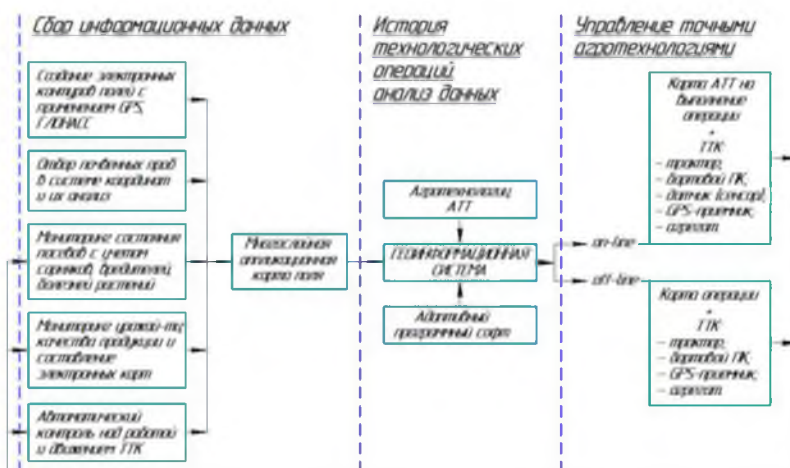 Сбор информационных данных
Создание электронных
контуров полей с
применением GPS,
ГЛОНАСС
Отбор почвенных проб
в системе координат
и их анализ
Мониторинг состояния
посевов с учетом
сорняков, вредителей,
болезней растений
Мониторинг урожай-ти,
качества продукции и
составление
электронных карт
Автоматический
контроль над работой
и движением ТТК
Многослойная
аппликационная
карта поля
История
технологических
операций
анализ данных
Агротехнологии
АТТ
ГЕОИНФОРМАЦИОННАЯ
СИСТЕМА
Адаптивный
програмный софт
Управление точными
агротехнологиями
on-line
off-line
Карта АТТ на
выполнение
операции
+
ТТК:
– трактор,
– бортовой ПК,
– датчик (сенсор),
– GPS-приемник,
– агрегат
Карта операции
+
ТТК
– трактор,
– бортовой ПК,
– GPS-приемник,
– агрегат